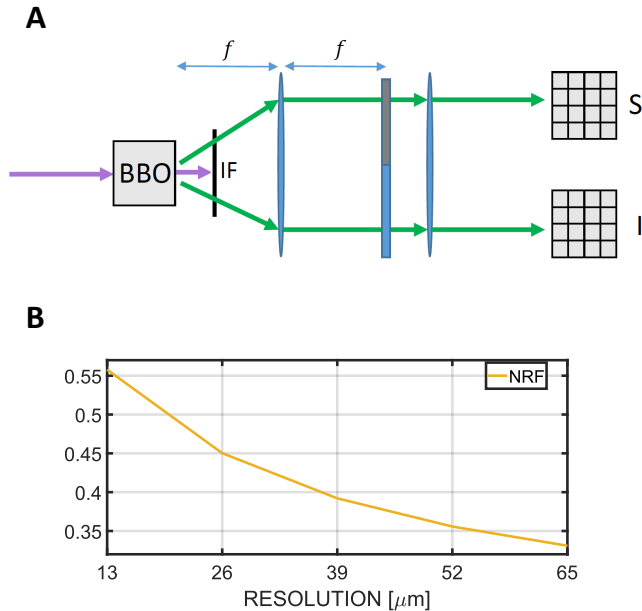 A
f f
BBO
IF
S
I
B
0.55
0.5
0.45
0.4
0.35
NRF
13 26 39 52 65
RESOLUTION [μm]